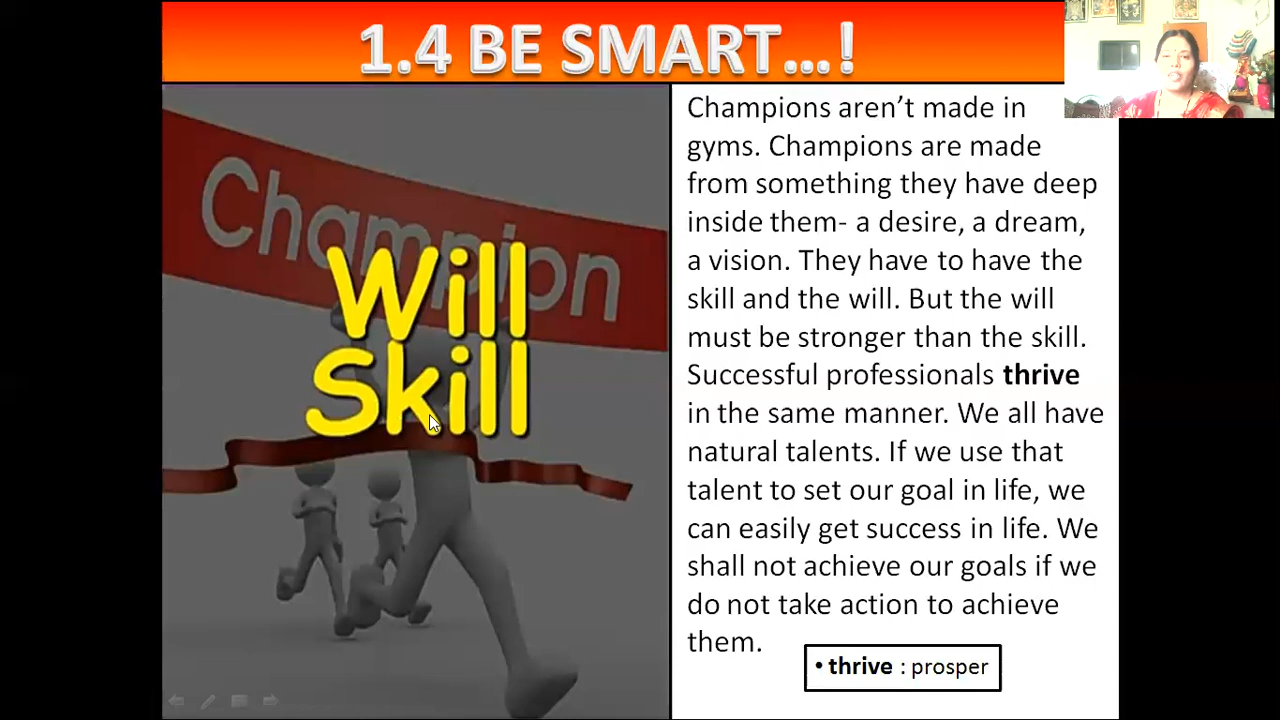 1.4 BE SMART...!
Champion
Will
Skill
Champions aren’t made in
gyms. Champions are made
from something they have deep
inside them- a desire, a dream,
a vision. They have to have the
skill and the will. But the will
must be stronger than the skill.
Successful professionals thrive
in the same manner. We all have
natural talents. If we use that
talent to set our goal in life, we
can easily get success in life. We
shall not achieve our goals if we
do not take action to achieve
them.
• thrive : prosper